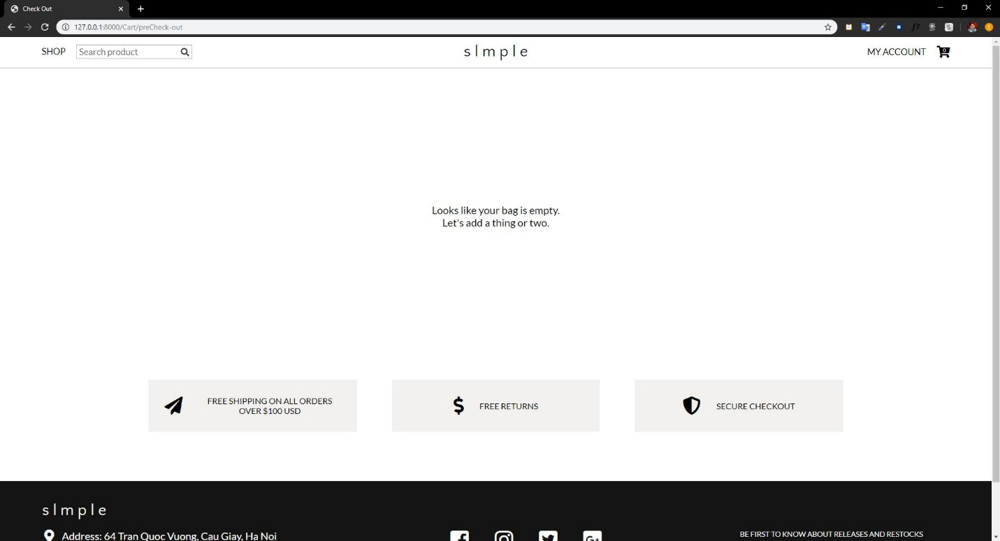 Check Out
127.0.0.1:8000/Cart/preCheck-out
SHOP
Search product
slmple
MY ACCOUNT
0
Looks like your bag is empty.
Let's add a thing or two.
FREE SHIPPING ON ALL ORDERS
OVER $100 USD
FREE RETURNS
SECURE CHECKOUT
slmple
Address: 64 Tran Quoc Vuong, Cau Giay, Ha Noi
BE FIRST TO KNOW ABOUT RELEASES AND RESTOCKS